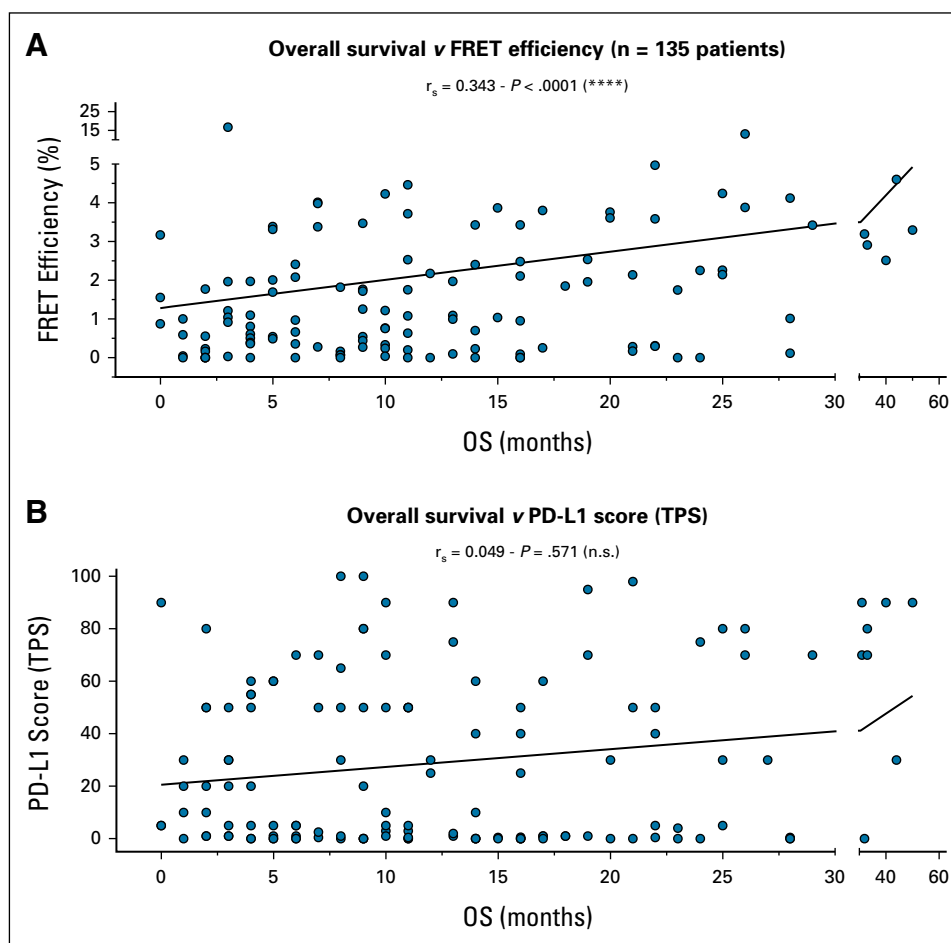 A
Overall survival v FRET efficiency (n = 135 patients)
rs = 0.343 - P < .0001 (****)
FRET Efficiency (%)
25
15
5
4
3
2
1
0
0 5 10 15 20 25 30 40 60
OS (months)
B
Overall survival v PD-L1 score (TPS)
rs = 0.049 - P = .571 (n.s.)
PD-L1 Score (TPS)
100
80
60
40
20
0
0 5 10 15 20 25 30 40 60
OS (months)